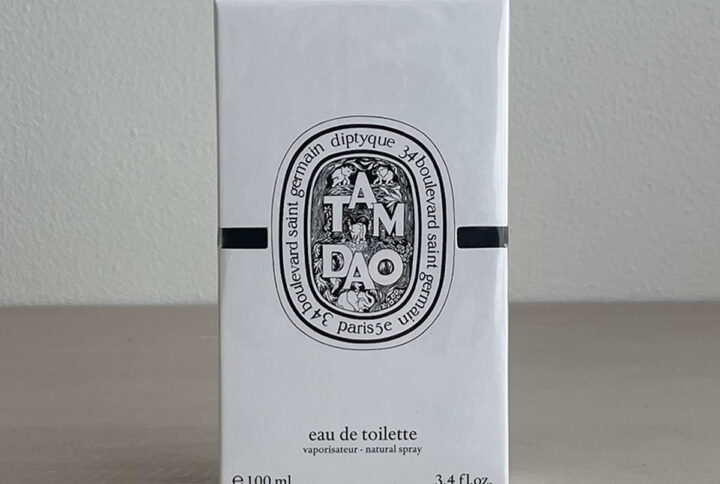 diptyque 34 boulevard saint germain paris 5e 34 boulevard saint germain
TAM
DAO
eau de toilette
vaporisateur - natural spray
℮ 100 ml 3.4 fl.oz.